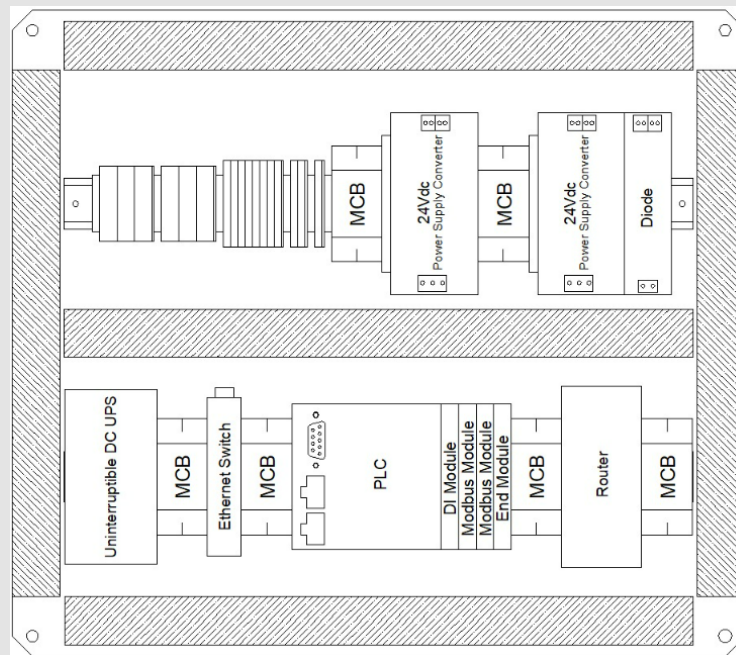 MCB
24Vdc
Power Supply Converter
MCB
24Vdc
Power Supply Converter
Diode
Uninterruptible DC UPS
MCB
Ethernet Switch
MCB
PLC
DI Module
Modbus Module
Modbus Module
End Module
MCB
Router
MCB